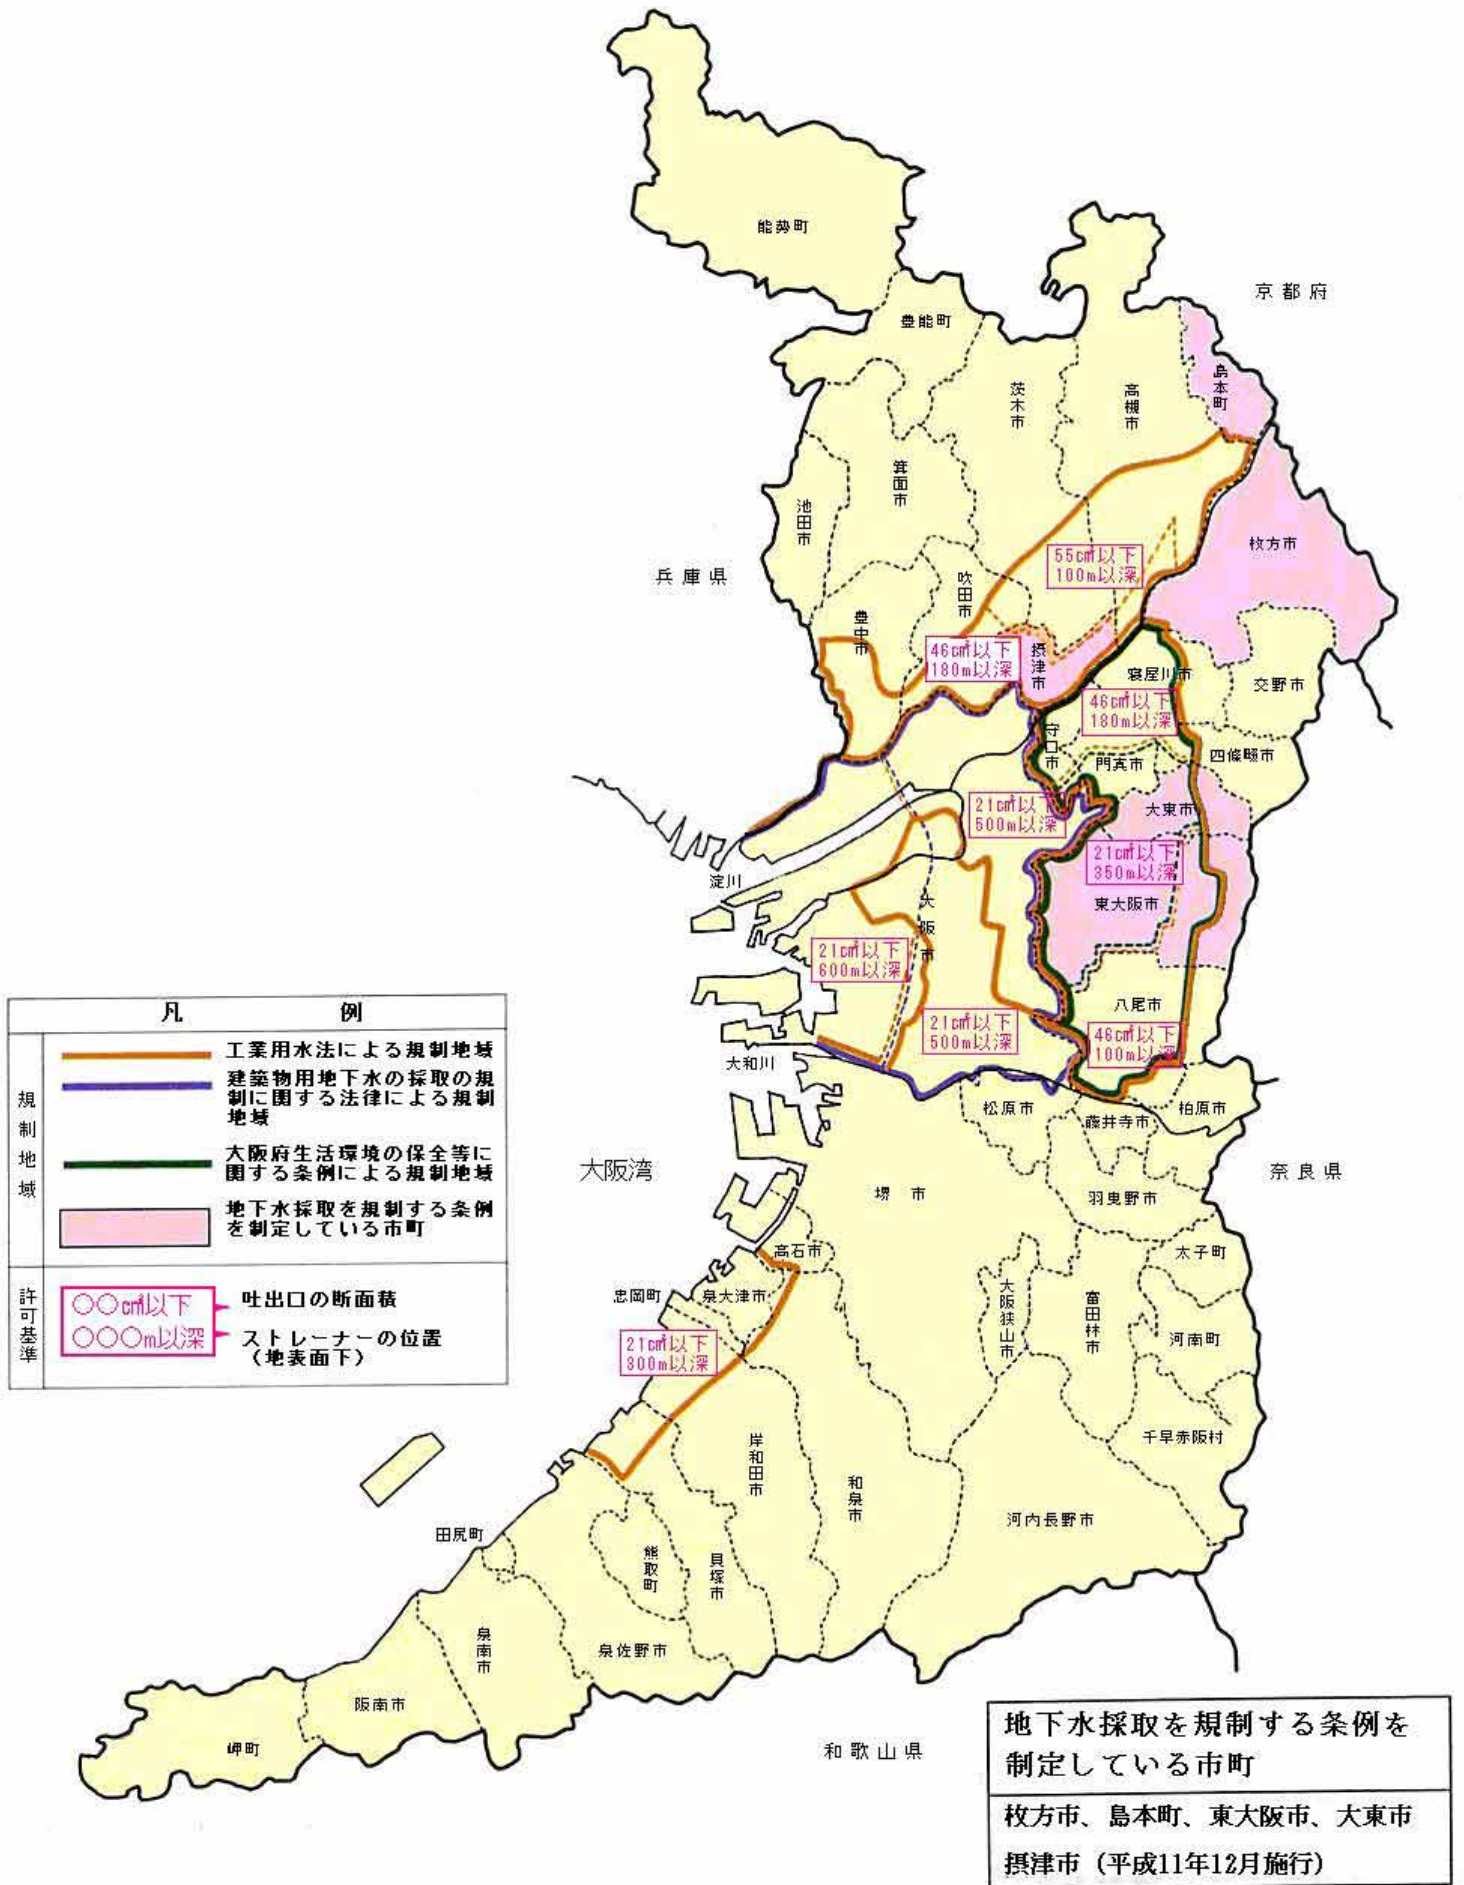 能勢町
京都府
豊能町
島本町
茨木市
高槻市
箕面市
池田市
枚方市
55c㎡以下
100m以深
兵庫県
吹田市
豊中市
46c㎡以下
180m以深
摂津市
寝屋川市
交野市
46c㎡以下
180m以深
守口市
門真市
四條畷市
21c㎡以下
500m以深
大東市
21c㎡以下
350m以深
淀川
大阪市
東大阪市
21c㎡以下
600m以深
八尾市
21c㎡以下
500m以深
46c㎡以下
100m以深
大和川
松原市
藤井寺市
柏原市
大阪湾
奈良県
堺市
羽曳野市
高石市
太子町
忠岡町
泉大津市
大阪狭山市
富田林市
河南町
21c㎡以下
300m以深
千早赤阪村
岸和田市
和泉市
河内長野市
田尻町
熊取町
貝塚市
泉南市
泉佐野市
阪南市
岬町
和歌山県
凡例
規制地域
工業用水法による規制地域
建築物用地下水の採取の規
制に関する法律による規制
地域
大阪府生活環境の保全等に
関する条例による規制地域
地下水採取を規制する条例
を制定している市町
許可基準
○○c㎡以下
○○○m以深
吐出口の断面積
ストレーナーの位置
（地表面下）
地下水採取を規制する条例を
制定している市町
枚方市、島本町、東大阪市、大東市
摂津市（平成11年12月施行）